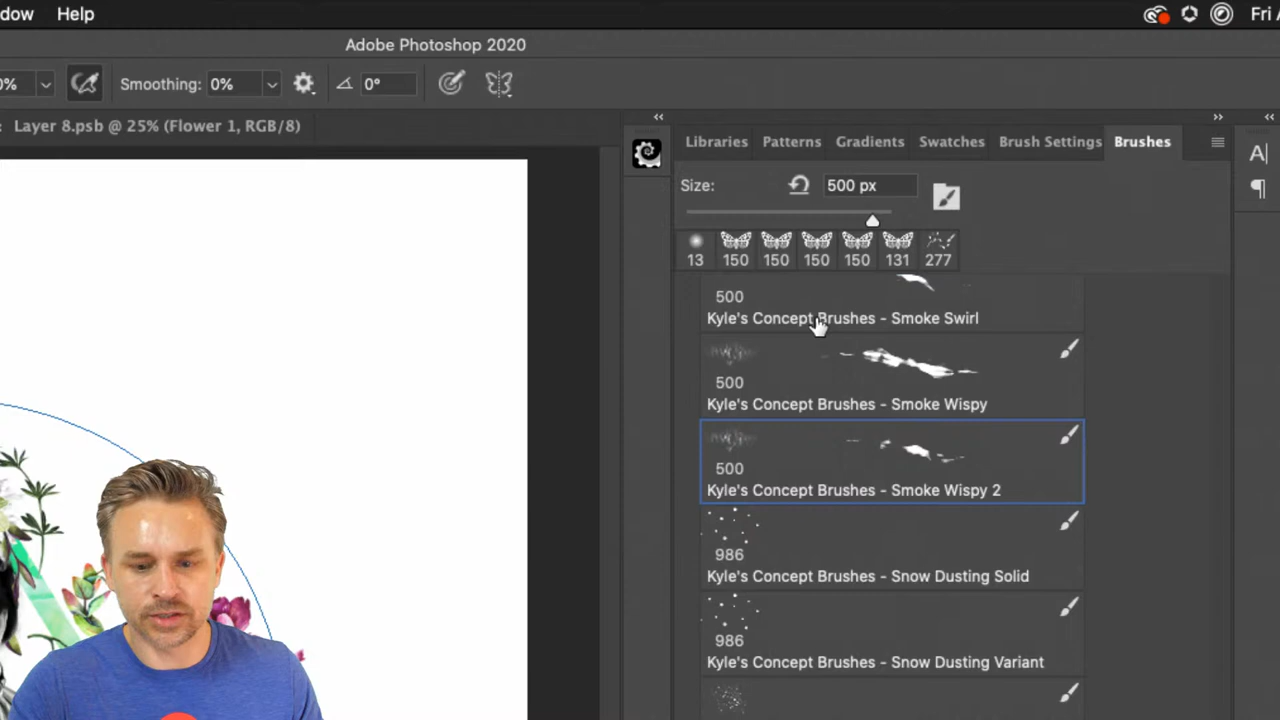 dow Help Fri
Adobe Photoshop 2020
0% Smoothing: 0% 0°
Layer 8.psb @ 25% (Flower 1, RGB/8)
Libraries Patterns Gradients Swatches Brush Settings Brushes
A|
Size: 500 px
13 150 150 150 150 131 277
500
Kyle's Concept Brushes - Smoke Swirl
500
Kyle's Concept Brushes - Smoke Wispy
500
Kyle's Concept Brushes - Smoke Wispy 2
986
Kyle's Concept Brushes - Snow Dusting Solid
986
Kyle's Concept Brushes - Snow Dusting Variant